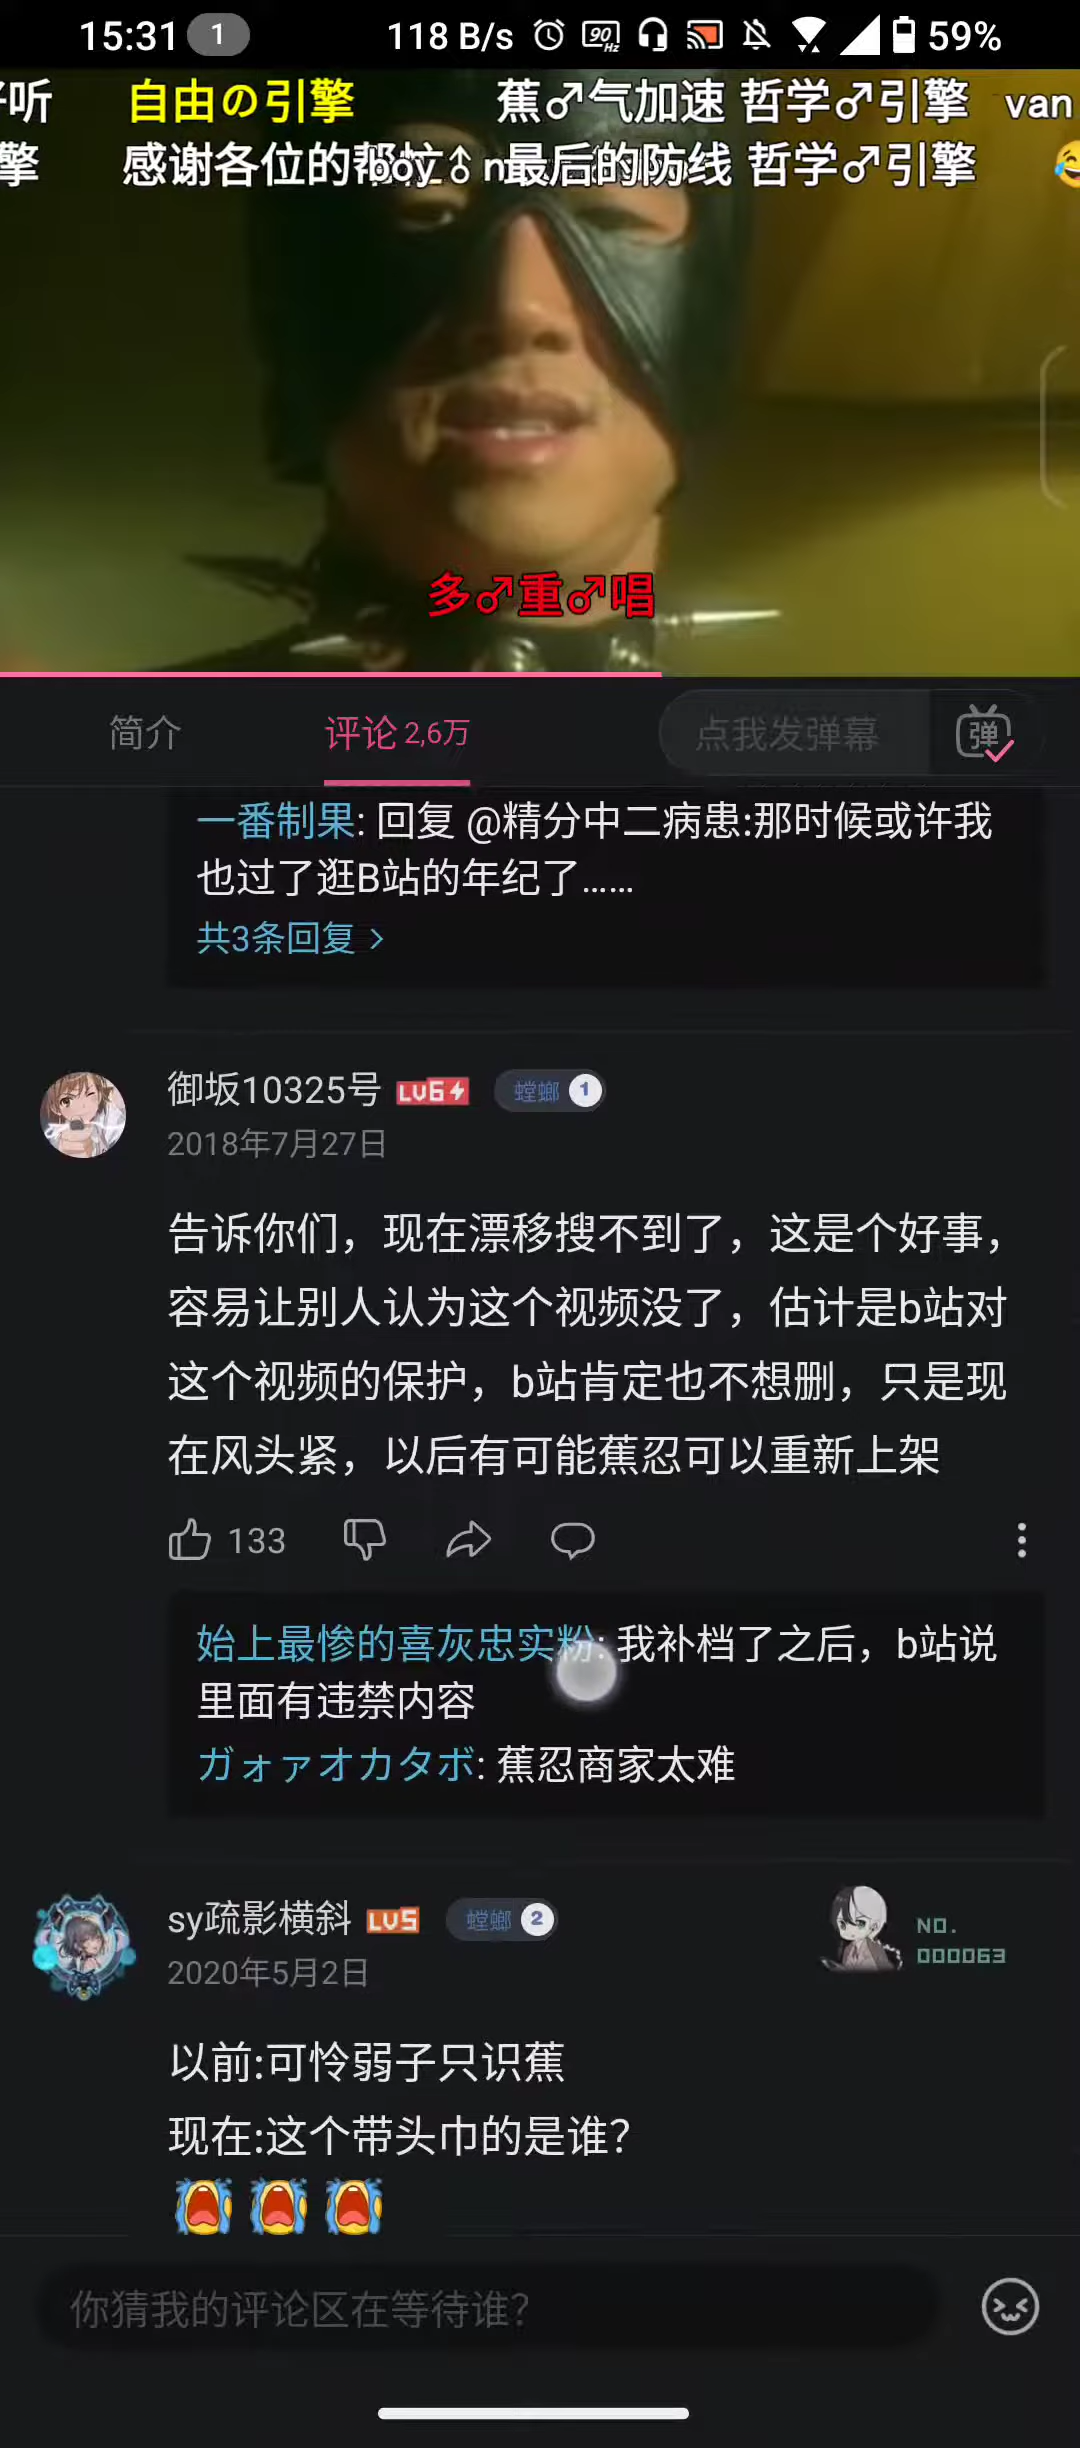 15:31 1 118 B/s 90Hz 59%
听 自由の引擎 蕉♂气加速 哲学♂引擎 van
擎 感谢各位的帮忙 boy♂n 最后的防线 哲学♂引擎
多♂重♂唱
简介 评论 2,6万 点我发弹幕 弹
一番制果: 回复 @精分中二病患:那时候或许我
也过了逛B站的年纪了......
共3条回复 >
御坂10325号 LV6 螳螂 1
2018年7月27日
告诉你们，现在漂移搜不到了，这是个好事，
容易让别人认为这个视频没了，估计是b站对
这个视频的保护，b站肯定也不想删，只是现
在风头紧，以后有可能蕉忍可以重新上架
133
始上最惨的喜灰忠实粉: 我补档了之后，b站说
里面有违禁内容
ガォァオカタボ: 蕉忍商家太难
sy疏影横斜 LV5 螳螂 2 NO.
2020年5月2日 000063
以前:可怜弱子只识蕉
现在:这个带头巾的是谁？
你猜我的评论区在等待谁？